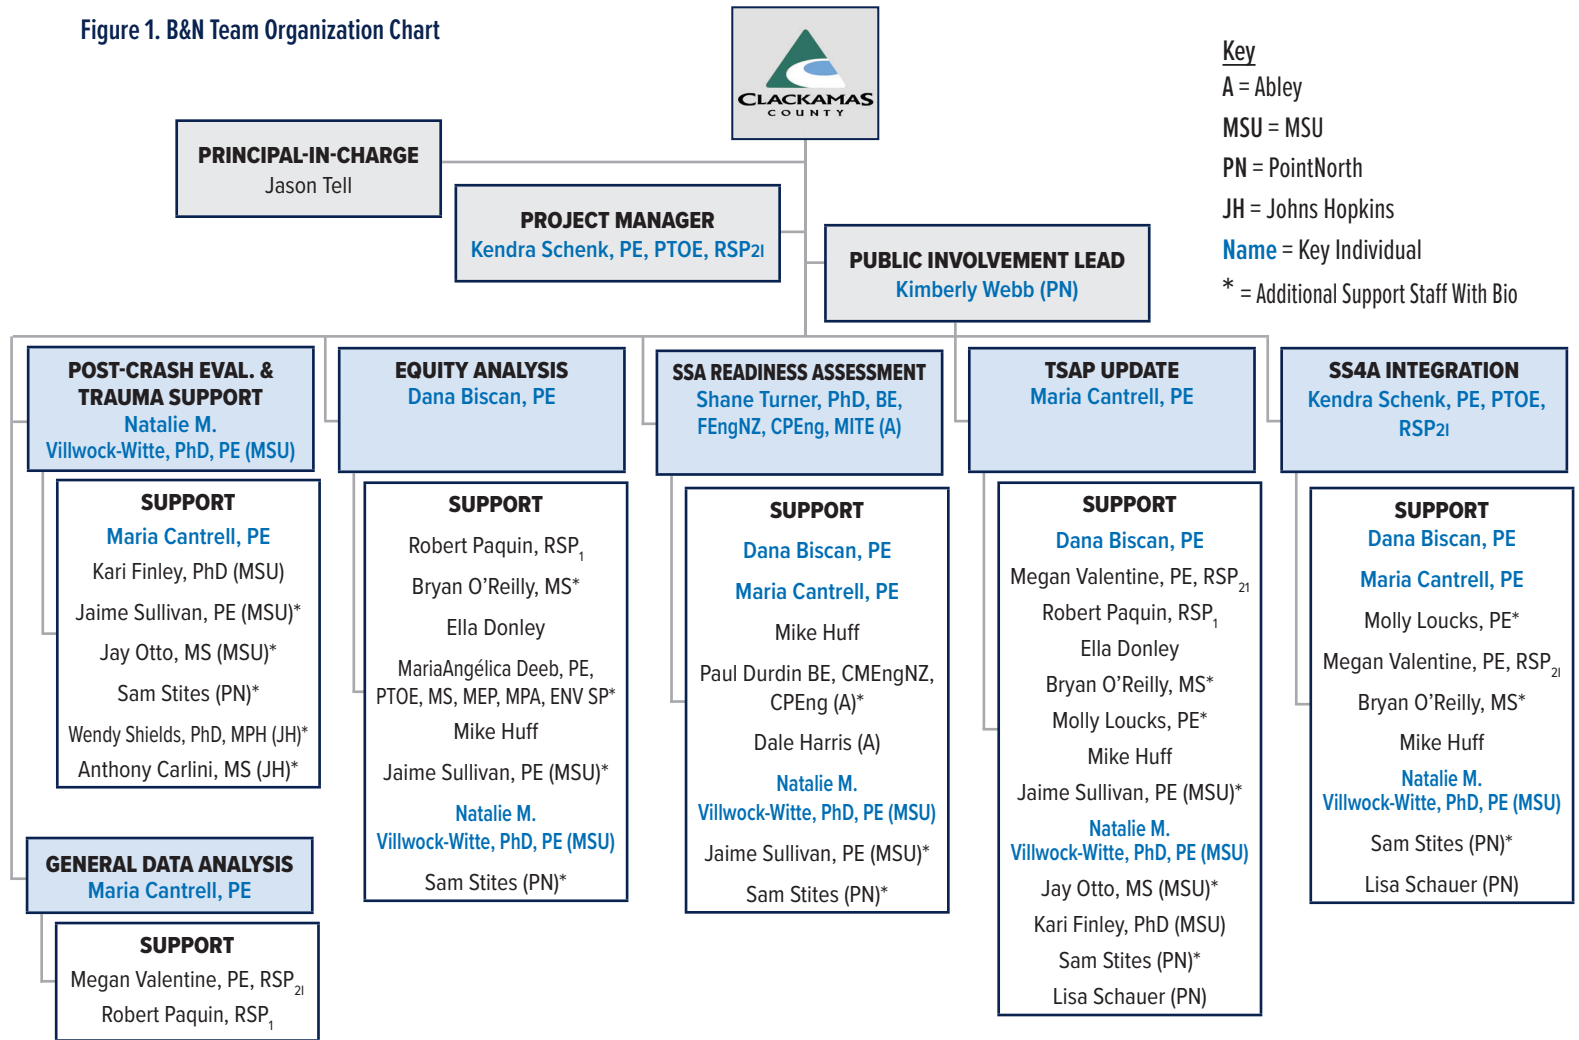 Figure 1. B&N Team Organization Chart
CLACKAMAS
COUNTY
Key
A = Abley
MSU = MSU
PN = PointNorth
JH = Johns Hopkins
Name = Key Individual
* = Additional Support Staff With Bio
PRINCIPAL-IN-CHARGE
Jason Tell
PROJECT MANAGER
Kendra Schenk, PE, PTOE, RSP2I
PUBLIC INVOLVEMENT LEAD
Kimberly Webb (PN)
POST-CRASH EVAL. &
TRAUMA SUPPORT
Natalie M.
Villwock-Witte, PhD, PE (MSU)
SUPPORT
Maria Cantrell, PE
Kari Finley, PhD (MSU)
Jaime Sullivan, PE (MSU)*
Jay Otto, MS (MSU)*
Sam Stites (PN)*
Wendy Shields, PhD, MPH (JH)*
Anthony Carlini, MS (JH)*
GENERAL DATA ANALYSIS
Maria Cantrell, PE
SUPPORT
Megan Valentine, PE, RSP2I
Robert Paquin, RSP1
EQUITY ANALYSIS
Dana Biscan, PE
SUPPORT
Robert Paquin, RSP1
Bryan O'Reilly, MS*
Ella Donley
MariaAngélica Deeb, PE,
PTOE, MS, MEP, MPA, ENV SP*
Mike Huff
Jaime Sullivan, PE (MSU)*
Natalie M.
Villwock-Witte, PhD, PE (MSU)
Sam Stites (PN)*
SSA READINESS ASSESSMENT
Shane Turner, PhD, BE,
FEngNZ, CPEng, MITE (A)
SUPPORT
Dana Biscan, PE
Maria Cantrell, PE
Mike Huff
Paul Durdin BE, CMEngNZ,
CPEng (A)*
Dale Harris (A)
Natalie M.
Villwock-Witte, PhD, PE (MSU)
Jaime Sullivan, PE (MSU)*
Sam Stites (PN)*
TSAP UPDATE
Maria Cantrell, PE
SUPPORT
Dana Biscan, PE
Megan Valentine, PE, RSP21
Robert Paquin, RSP1
Ella Donley
Bryan O'Reilly, MS*
Molly Loucks, PE*
Mike Huff
Jaime Sullivan, PE (MSU)*
Natalie M.
Villwock-Witte, PhD, PE (MSU)
Jay Otto, MS (MSU)*
Kari Finley, PhD (MSU)
Sam Stites (PN)*
Lisa Schauer (PN)
SS4A INTEGRATION
Kendra Schenk, PE, PTOE,
RSP2I
SUPPORT
Dana Biscan, PE
Maria Cantrell, PE
Molly Loucks, PE*
Megan Valentine, PE, RSP2I
Bryan O'Reilly, MS*
Mike Huff
Natalie M.
Villwock-Witte, PhD, PE (MSU)
Sam Stites (PN)*
Lisa Schauer (PN)